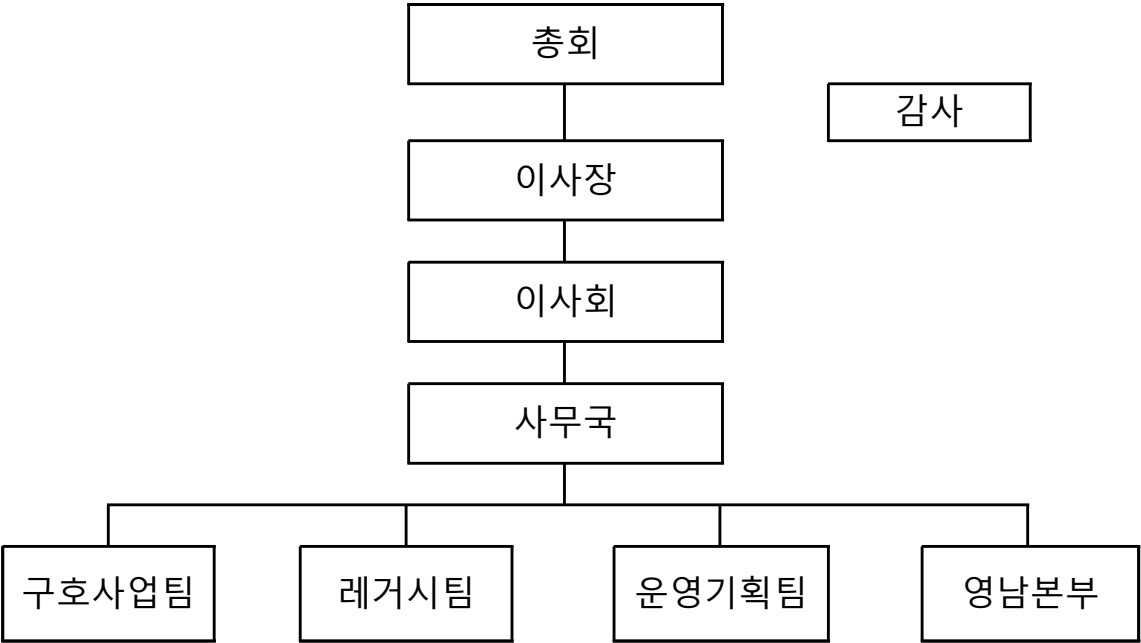 총회
감사
이사장
이사회
사무국
구호사업팀
레거시팀
운영기획팀
영남본부